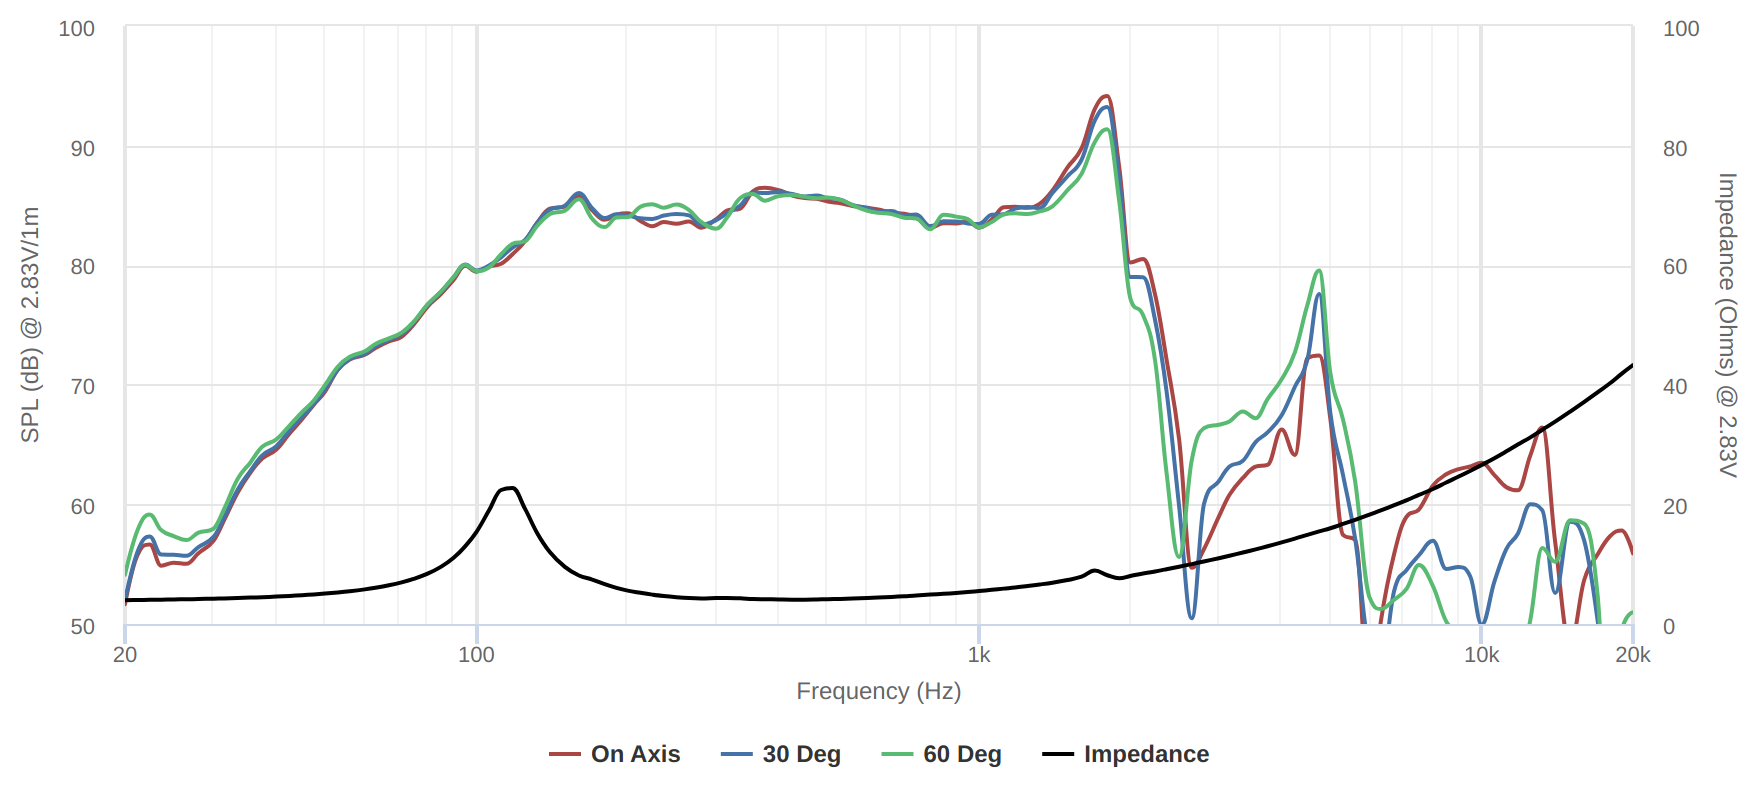 100
90
80
70
60
50
SPL (dB) @ 2.83V/1m
100
80
60
40
20
0
Impedance (Ohms) @ 2.83V
20
100
1k
10k
20k
Frequency (Hz)
On Axis
30 Deg
60 Deg
Impedance